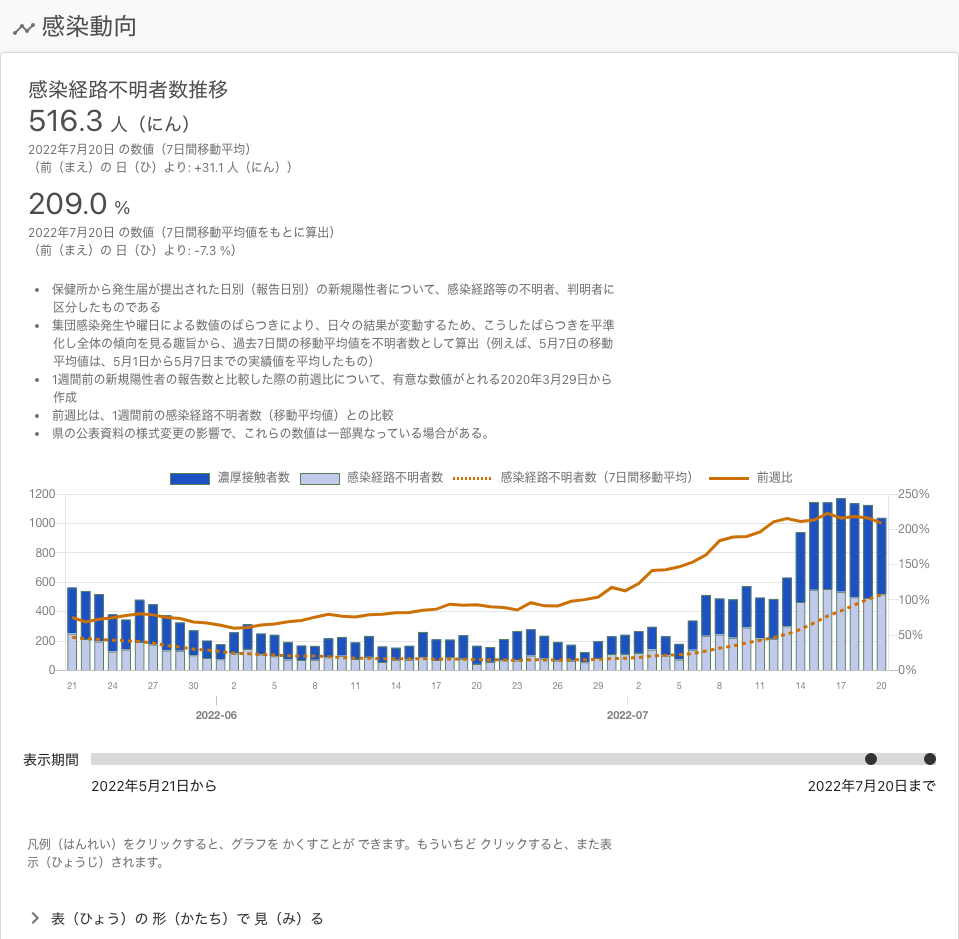 感染動向
感染経路不明者数推移
516.3 人（にん）
2022年7月20日 の数値（7日間移動平均）
（前（まえ）の 日（ひ）より: +31.1 人（にん））
209.0 %
2022年7月20日 の数値（7日間移動平均値をもとに算出）
（前（まえ）の 日（ひ）より: -7.3 %）
• 保健所から発生届が提出された日別（報告日別）の新規陽性者について、感染経路等の不明者、判明者に
区分したものである
• 集団感染発生や曜日による数値のばらつきにより、日々の結果が変動するため、こうしたばらつきを平準
化し全体の傾向を見る趣旨から、過去7日間の移動平均値を不明者数として算出（例えば、5月7日の移動
平均値は、5月1日から5月7日までの実績値を平均したもの）
• 1週間前の新規陽性者の報告数と比較した際の前週比について、有意な数値がとれる2020年3月29日から
作成
• 前週比は、1週間前の感染経路不明者数（移動平均値）との比較
• 県の公表資料の様式変更の影響で、これらの数値は一部異なっている場合がある。
濃厚接触者数 感染経路不明者数 感染経路不明者数（7日間移動平均） 前週比
1200 250%
1000 200%
800 150%
600 100%
400 50%
200 0%
0
21 24 27 30 2 5 8 11 14 17 20 23 26 29 2 5 8 11 14 17 20
2022-06 2022-07
表示期間
2022年5月21日から 2022年7月20日まで
凡例（はんれい）をクリックすると、グラフを かくすことが できます。もういちど クリックすると、また表
示（ひょうじ）されます。
表（ひょう）の 形（かたち）で 見（み）る